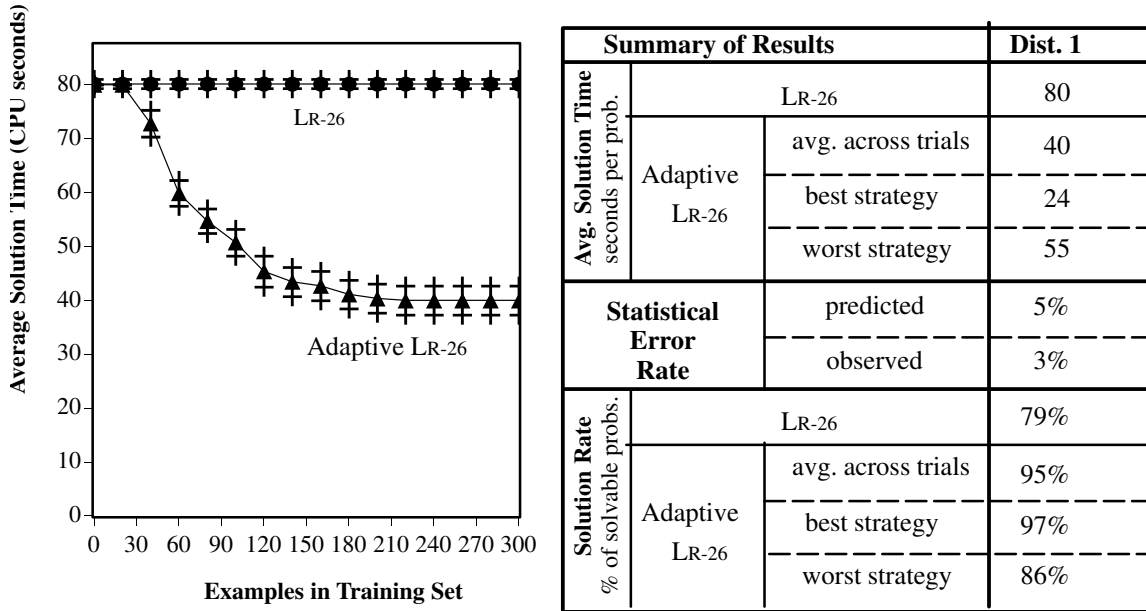 Average Solution Time (CPU seconds)
80
70
60
50
40
30
20
10
0
LR-26
Adaptive LR-26
0 30 60 90 120 150 180 210 240 270 300
Examples in Training Set
Summary of Results Dist. 1
Avg. Solution Time
seconds per prob.
LR-26 80
Adaptive
LR-26
avg. across trials 40
best strategy 24
worst strategy 55
Statistical
Error
Rate
predicted 5%
observed 3%
Solution Rate
% of solvable probs.
LR-26 79%
Adaptive
LR-26
avg. across trials 95%
best strategy 97%
worst strategy 86%